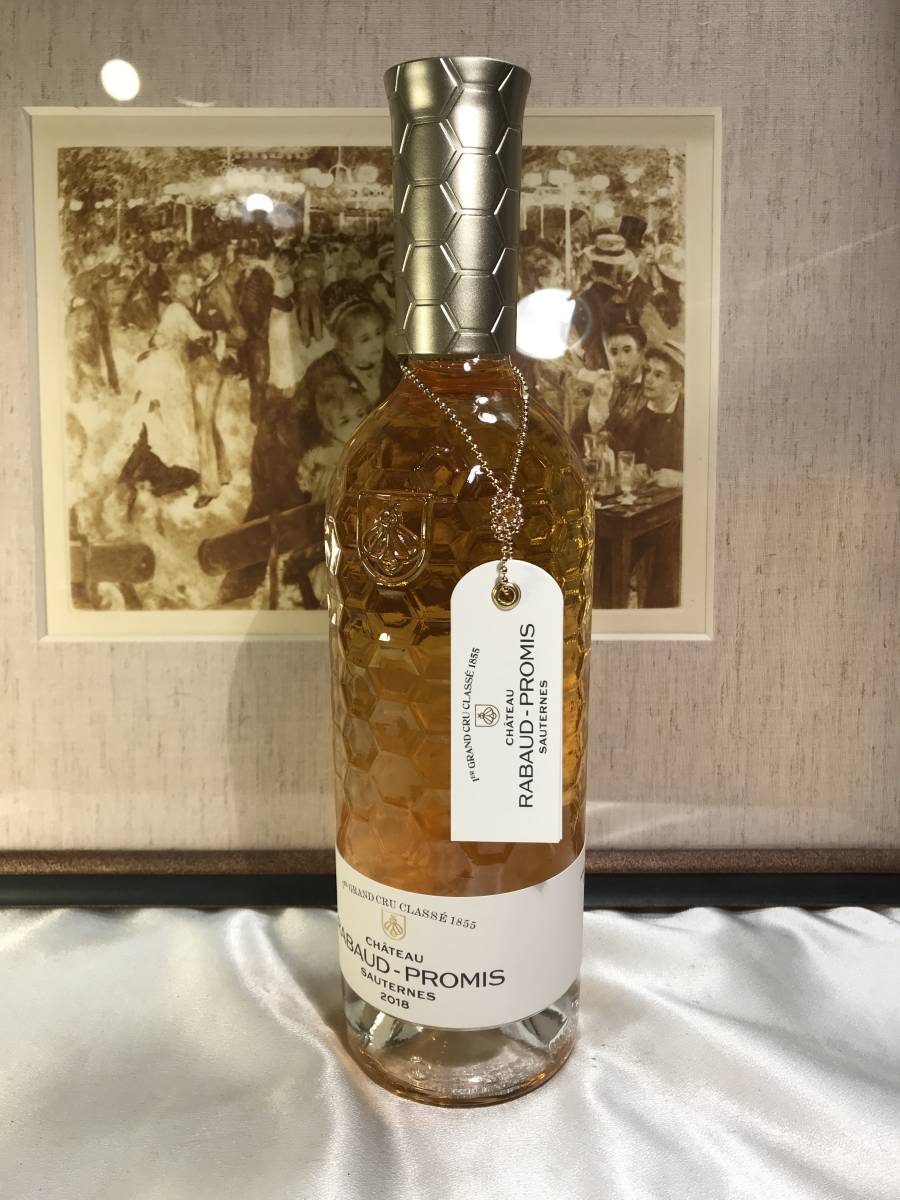 1ER GRAND CRU CLASSÉ 1855
CHÂTEAU
RABAUD-PROMIS
SAUTERNES
1ER GRAND CRU CLASSÉ 1855
CHÂTEAU
RABAUD-PROMIS
SAUTERNES
2018